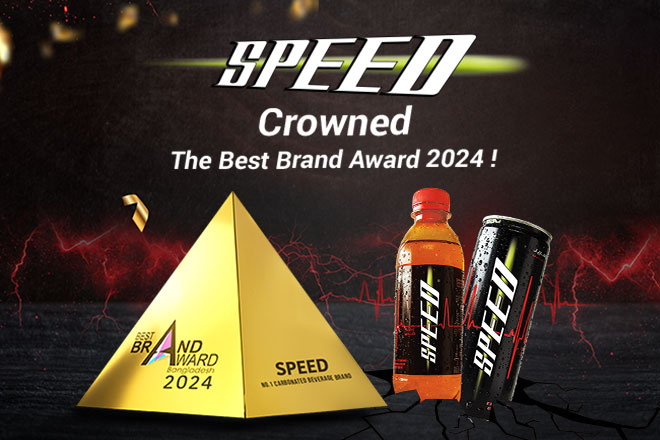 SPEED
Crowned
The Best Brand Award 2024 !
BEST
BRAND
AWARD
Bangladesh
2024
SPEED
NO. 1 CARBONATED BEVERAGE BRAND
SPEED
SPEED